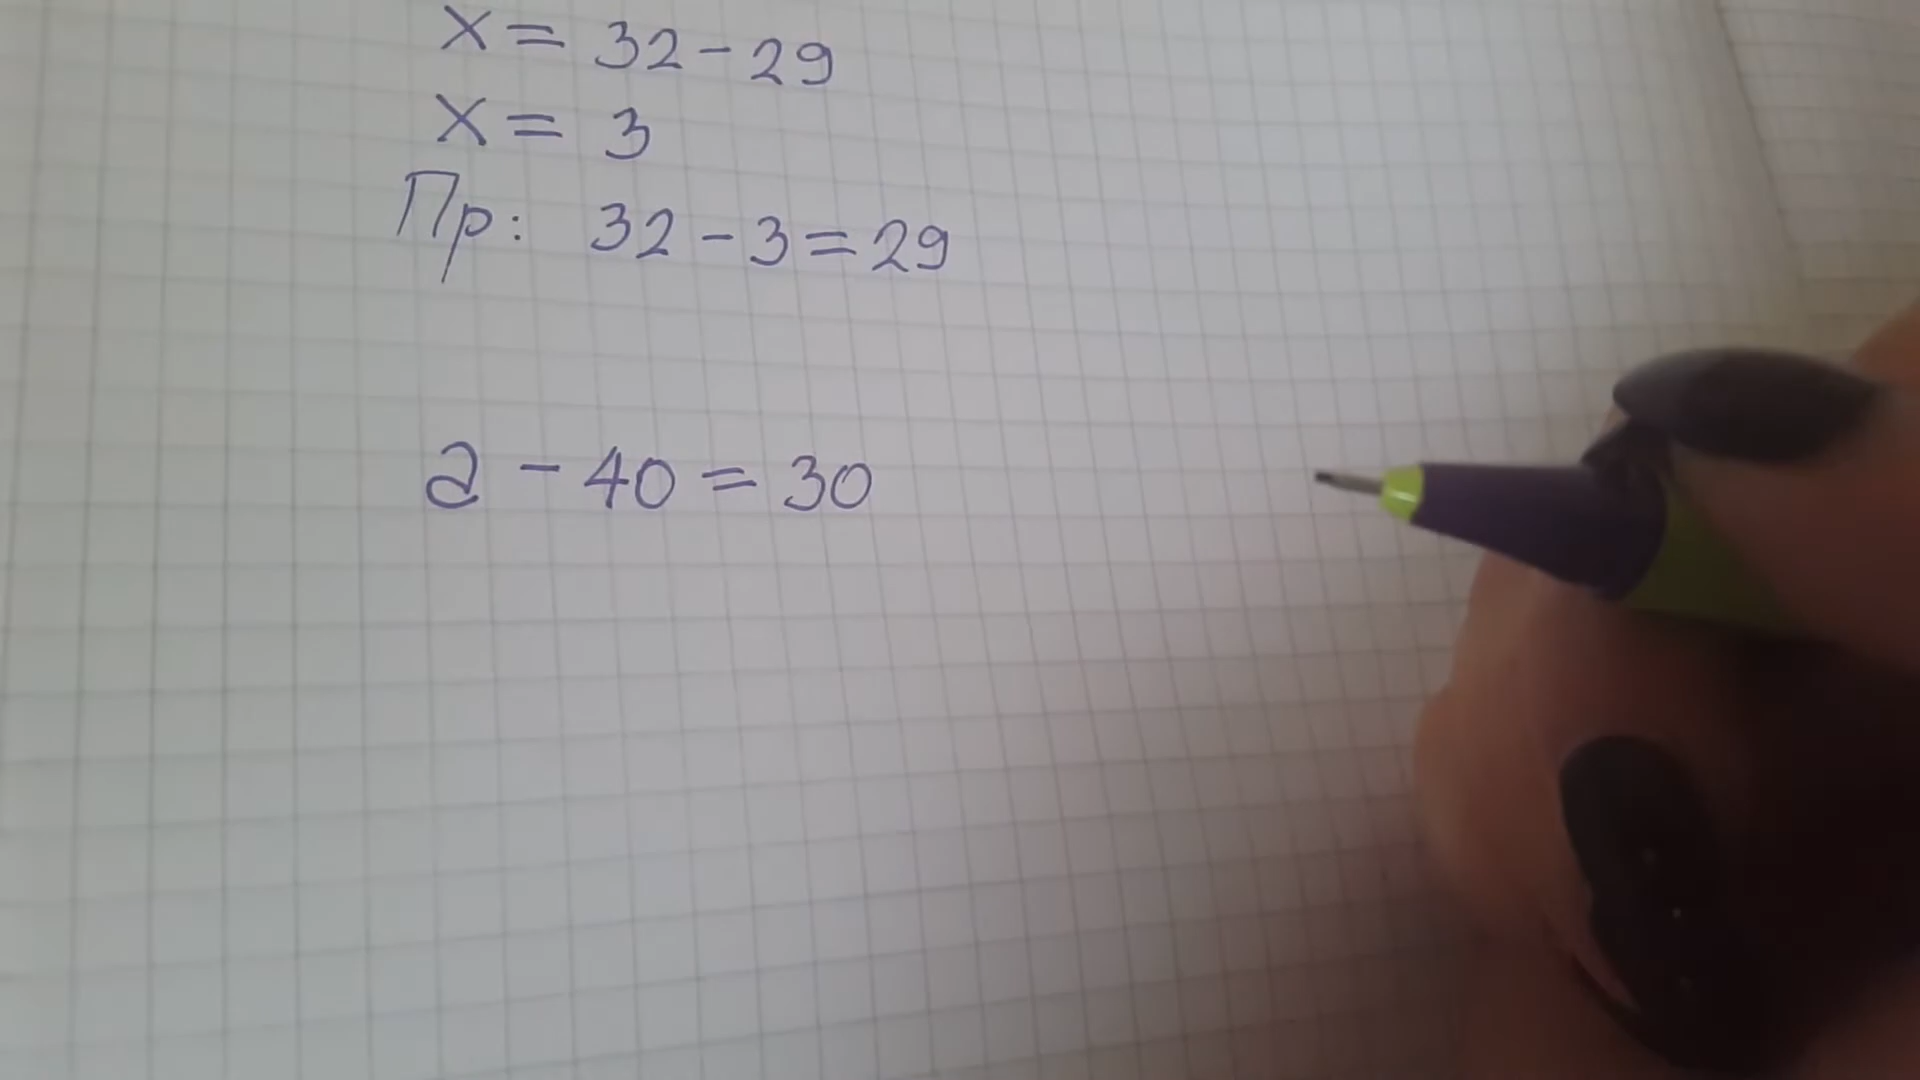 x = 32 - 29
x = 3
Пр: 32 - 3 = 29
а - 40 = 30